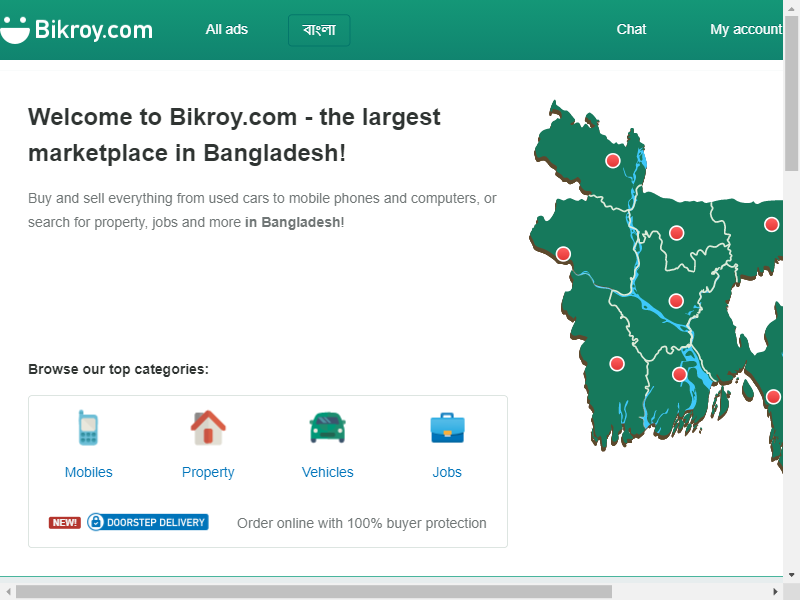 Bikroy.com
All ads
বাংলা
Chat
My account
Welcome to Bikroy.com - the largest
marketplace in Bangladesh!
Buy and sell everything from used cars to mobile phones and computers, or
search for property, jobs and more in Bangladesh!
Browse our top categories:
Mobiles
Property
Vehicles
Jobs
NEW! DOORSTEP DELIVERY Order online with 100% buyer protection